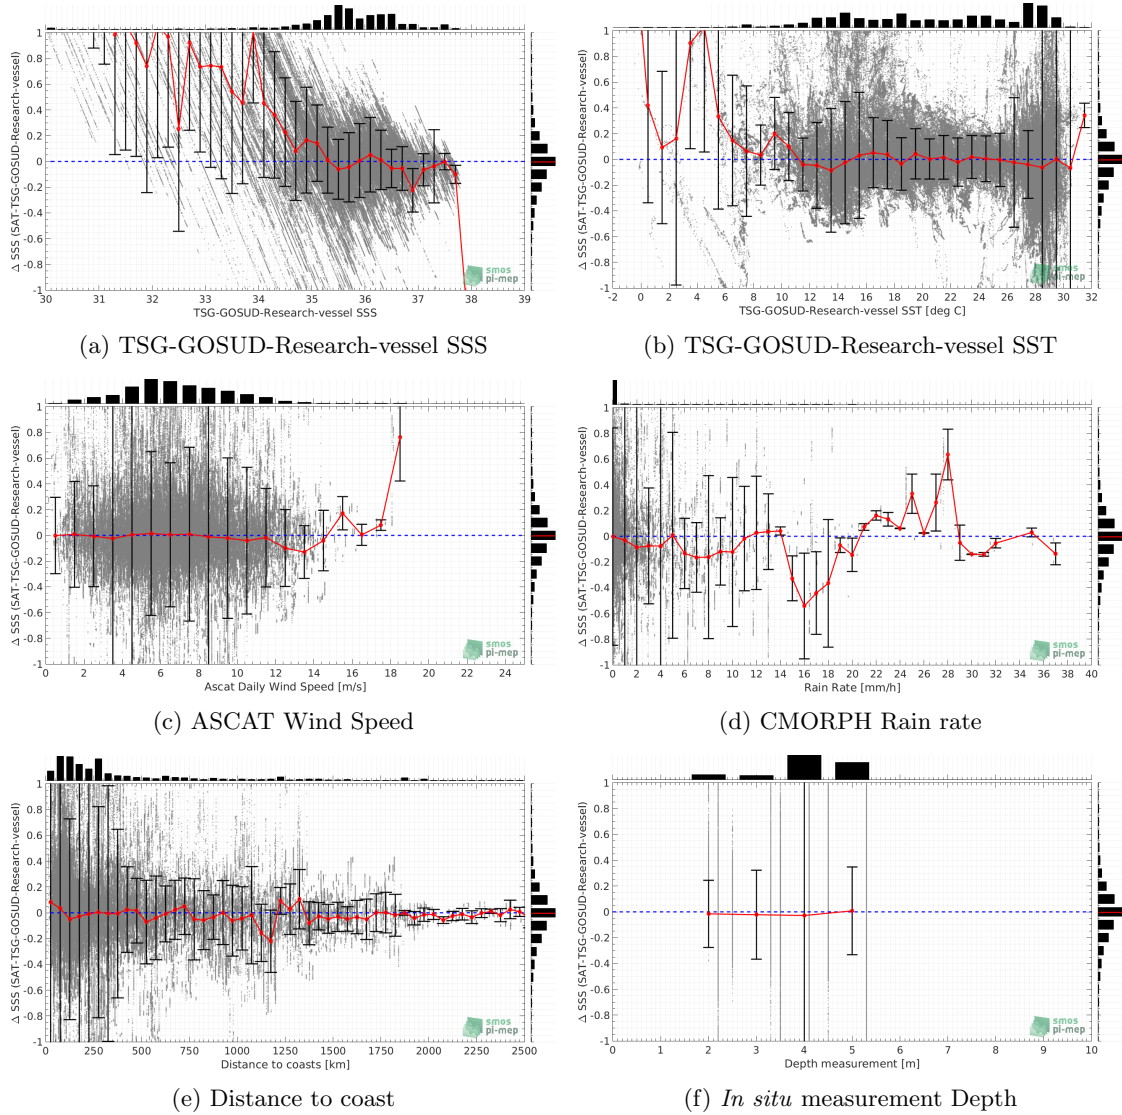 Δ SSS (SAT-TSG-GOSUD-Research-vessel)
1
0.8
0.6
0.4
0.2
0
-0.2
-0.4
-0.6
-0.8
-1
30 31 32 33 34 35 36 37 38 39
TSG-GOSUD-Research-vessel SSS
smos
pi-mep
(a) TSG-GOSUD-Research-vessel SSS
Δ SSS (SAT-TSG-GOSUD-Research-vessel)
1
0.8
0.6
0.4
0.2
0
-0.2
-0.4
-0.6
-0.8
-1
-2 0 2 4 6 8 10 12 14 16 18 20 22 24 26 28 30 32
TSG-GOSUD-Research-vessel SST [deg C]
smos
pi-mep
(b) TSG-GOSUD-Research-vessel SST
Δ SSS (SAT-TSG-GOSUD-Research-vessel)
1
0.8
0.6
0.4
0.2
0
-0.2
-0.4
-0.6
-0.8
-1
0 2 4 6 8 10 12 14 16 18 20 22 24
Ascat Daily Wind Speed [m/s]
smos
pi-mep
(c) ASCAT Wind Speed
Δ SSS (SAT-TSG-GOSUD-Research-vessel)
1
0.8
0.6
0.4
0.2
0
-0.2
-0.4
-0.6
-0.8
-1
0 2 4 6 8 10 12 14 16 18 20 22 24 26 28 30 32 34 36 38 40
Rain Rate [mm/h]
smos
pi-mep
(d) CMORPH Rain rate
Δ SSS (SAT-TSG-GOSUD-Research-vessel)
1
0.8
0.6
0.4
0.2
0
-0.2
-0.4
-0.6
-0.8
-1
0 250 500 750 1000 1250 1500 1750 2000 2250 2500
Distance to coasts [km]
smos
pi-mep
(e) Distance to coast
Δ SSS (SAT-TSG-GOSUD-Research-vessel)
1
0.8
0.6
0.4
0.2
0
-0.2
-0.4
-0.6
-0.8
-1
0 1 2 3 4 5 6 7 8 9 10
Depth measurement [m]
smos
pi-mep
(f) In situ measurement Depth